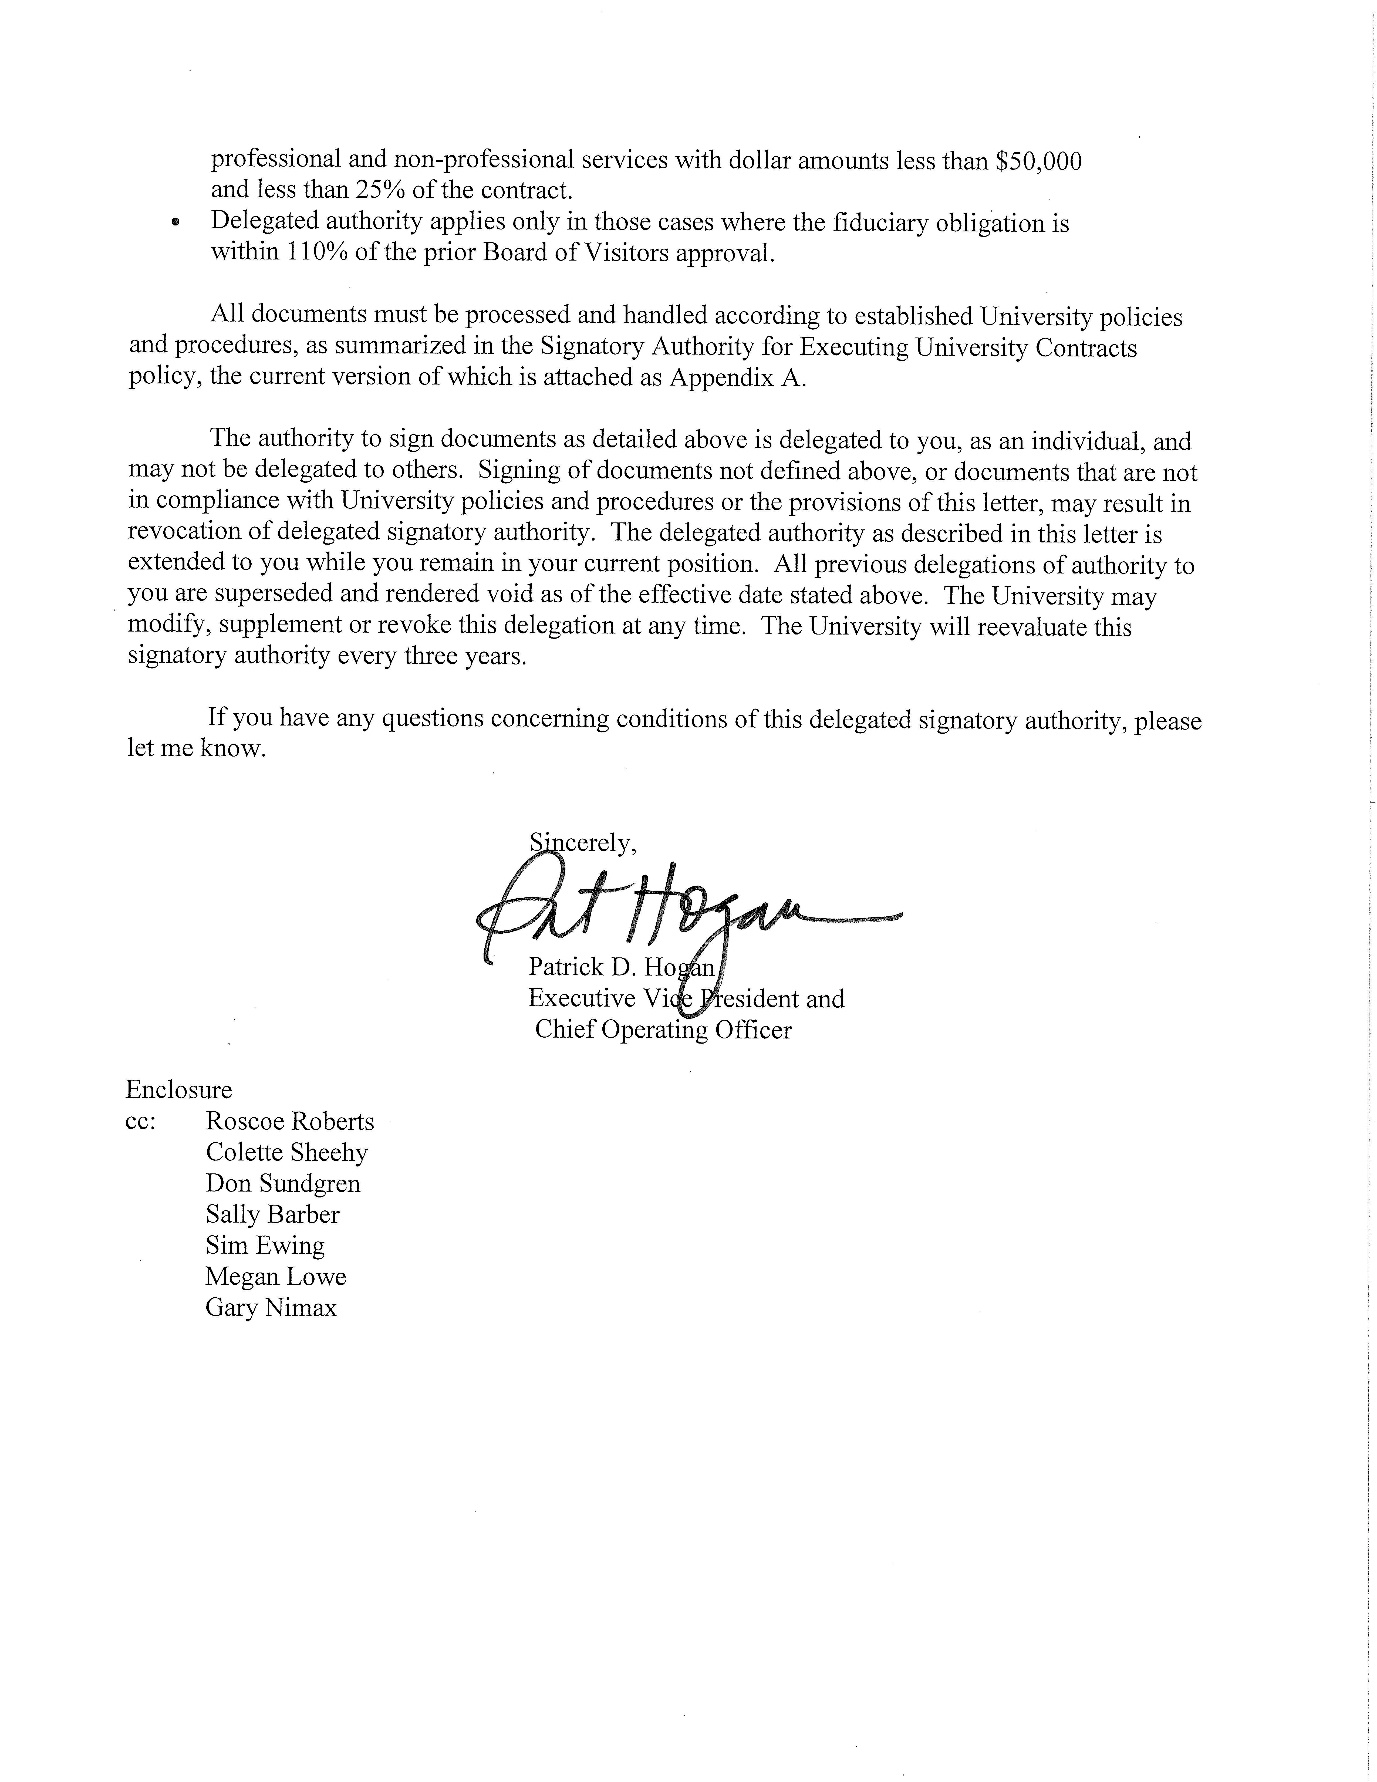 professional and non-professional services with dollar amounts less than $50,000
and less than 25% of the contract.
• Delegated authority applies only in those cases where the fiduciary obligation is
within 110% of the prior Board of Visitors approval.
All documents must be processed and handled according to established University policies
and procedures, as summarized in the Signatory Authority for Executing University Contracts
policy, the current version of which is attached as Appendix A.
The authority to sign documents as detailed above is delegated to you, as an individual, and
may not be delegated to others. Signing of documents not defined above, or documents that are not
in compliance with University policies and procedures or the provisions of this letter, may result in
revocation of delegated signatory authority. The delegated authority as described in this letter is
extended to you while you remain in your current position. All previous delegations of authority to
you are superseded and rendered void as of the effective date stated above. The University may
modify, supplement or revoke this delegation at any time. The University will reevaluate this
signatory authority every three years.
If you have any questions concerning conditions of this delegated signatory authority, please
let me know.
Sincerely,
Pat Hogan
Patrick D. Hogan
Executive Vice President and
Chief Operating Officer
Enclosure
cc: Roscoe Roberts
Colette Sheehy
Don Sundgren
Sally Barber
Sim Ewing
Megan Lowe
Gary Nimax